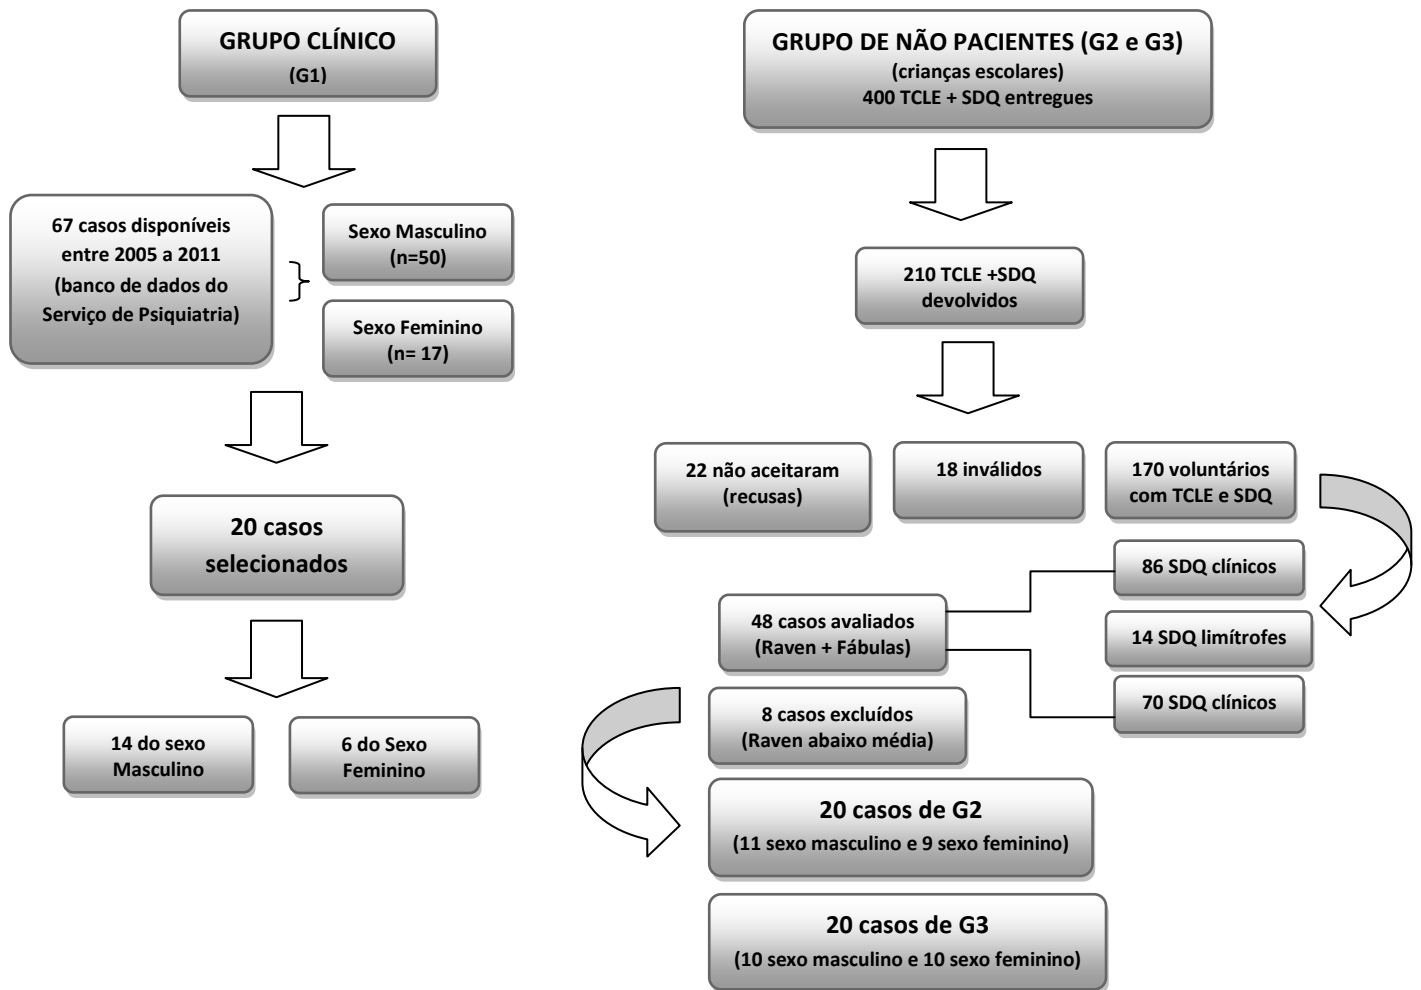 GRUPO CLÍNICO
(G1)
67 casos disponíveis
entre 2005 a 2011
(banco de dados do
Serviço de Psiquiatria)
Sexo Masculino
(n=50)
Sexo Feminino
(n= 17)
20 casos
selecionados
14 do sexo
Masculino
6 do Sexo
Feminino
GRUPO DE NÃO PACIENTES (G2 e G3)
(crianças escolares)
400 TCLE + SDQ entregues
210 TCLE +SDQ
devolvidos
22 não aceitaram
(recusas)
18 inválidos
170 voluntários
com TCLE e SDQ
86 SDQ clínicos
14 SDQ limítrofes
70 SDQ clínicos
48 casos avaliados
(Raven + Fábulas)
8 casos excluídos
(Raven abaixo média)
20 casos de G2
(11 sexo masculino e 9 sexo feminino)
20 casos de G3
(10 sexo masculino e 10 sexo feminino)